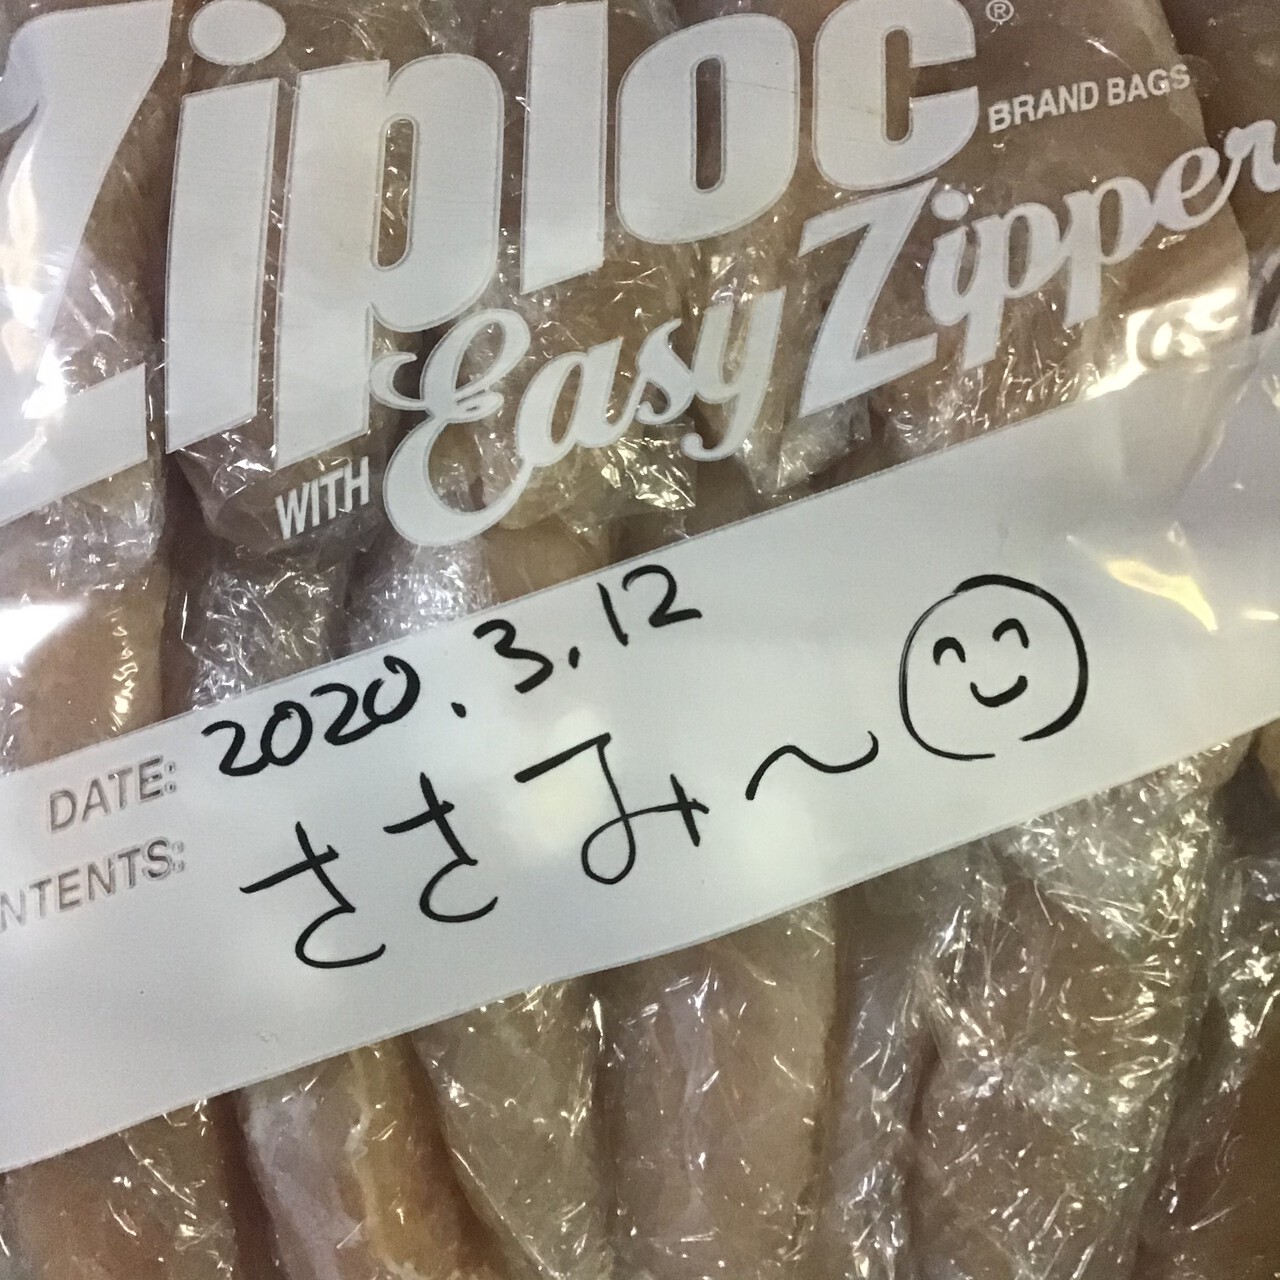 Ziploc®
BRAND BAGS
WITH Easy Zipper
DATE: 2020.3.12
NTENTS: ささみ〜